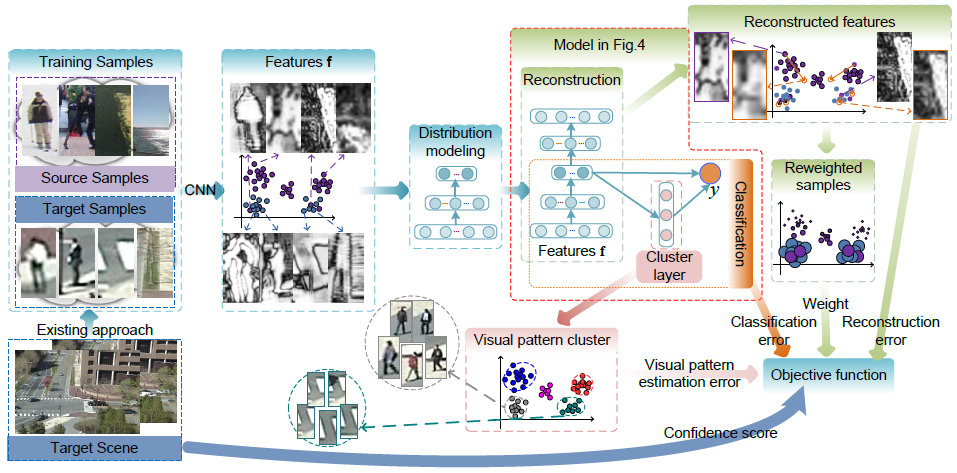 Training Samples
Source Samples
Target Samples
Existing approach
Target Scene
CNN
Features f
Distribution
modeling
Model in Fig.4
Reconstruction
Features f
y
Classification
Cluster
layer
Reconstructed features
Reweighted
samples
Weight
Classification
error
Reconstruction
error
Visual pattern cluster
Visual pattern
estimation error
Objective function
Confidence score